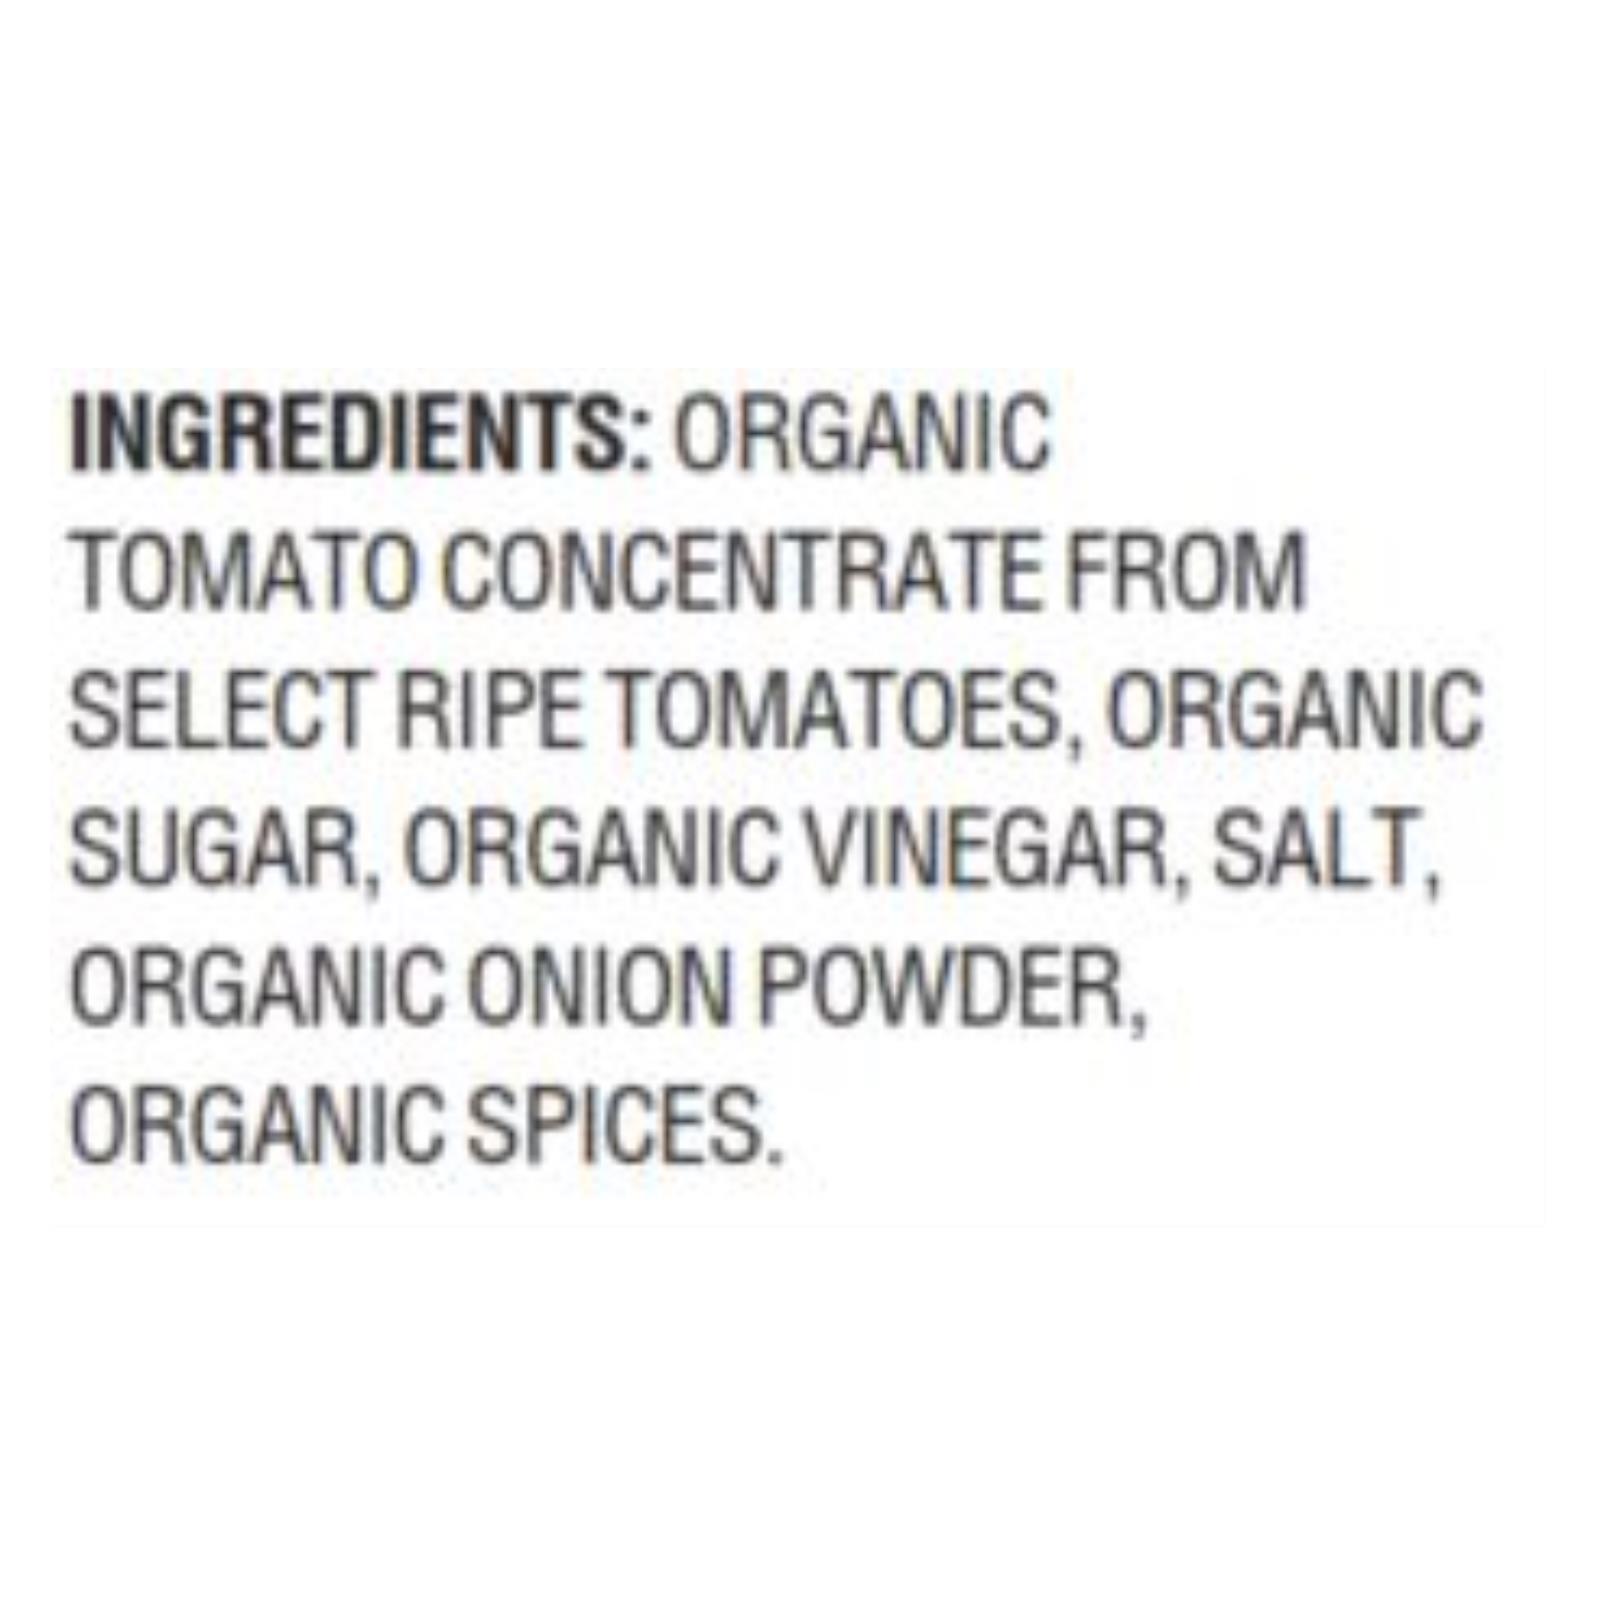 INGREDIENTS: ORGANIC
TOMATO CONCENTRATE FROM
SELECT RIPE TOMATOES, ORGANIC
SUGAR, ORGANIC VINEGAR, SALT,
ORGANIC ONION POWDER,
ORGANIC SPICES.